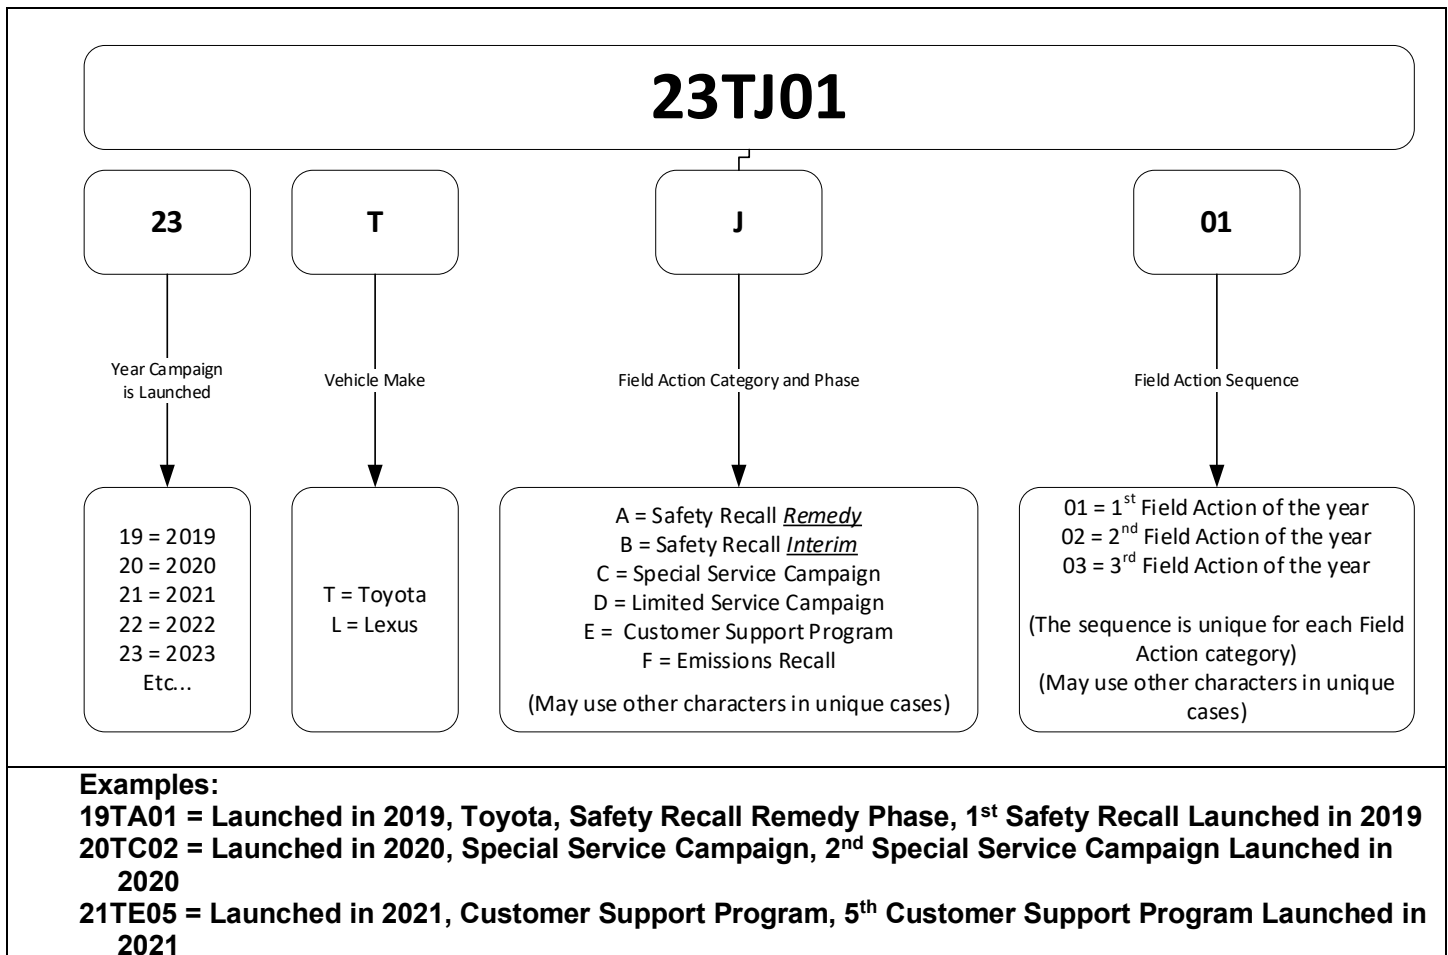 23TJ01
23
T
J
01
Year Campaign
is Launched
Vehicle Make
Field Action Category and Phase
Field Action Sequence
19 = 2019
20 = 2020
21 = 2021
22 = 2022
23 = 2023
Etc...
T = Toyota
L = Lexus
A = Safety Recall Remedy
B = Safety Recall Interim
C = Special Service Campaign
D = Limited Service Campaign
E =  Customer Support Program
F = Emissions Recall
(May use other characters in unique cases)
01 = 1st Field Action of the year
02 = 2nd Field Action of the year
03 = 3rd Field Action of the year
(The sequence is unique for each Field
Action category)
(May use other characters in unique
cases)
Examples:
19TA01 = Launched in 2019, Toyota, Safety Recall Remedy Phase, 1st Safety Recall Launched in 2019
20TC02 = Launched in 2020, Special Service Campaign, 2nd Special Service Campaign Launched in
2020
21TE05 = Launched in 2021, Customer Support Program, 5th Customer Support Program Launched in
2021